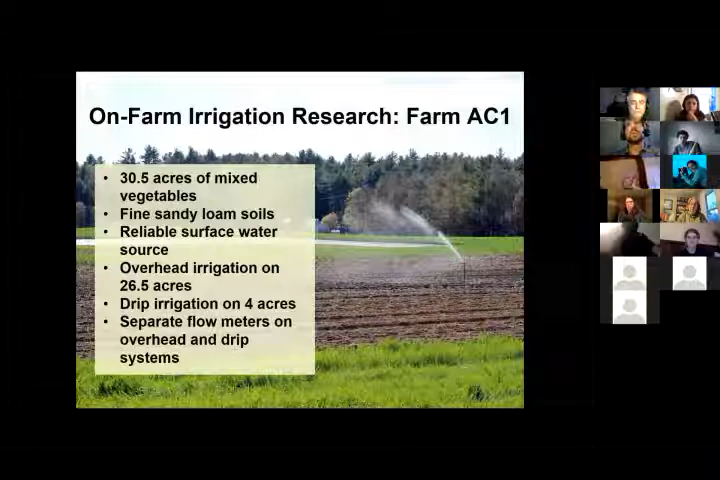 On-Farm Irrigation Research: Farm AC1
• 30.5 acres of mixed
vegetables
• Fine sandy loam soils
• Reliable surface water
source
• Overhead irrigation on
26.5 acres
• Drip irrigation on 4 acres
• Separate flow meters on
overhead and drip
systems